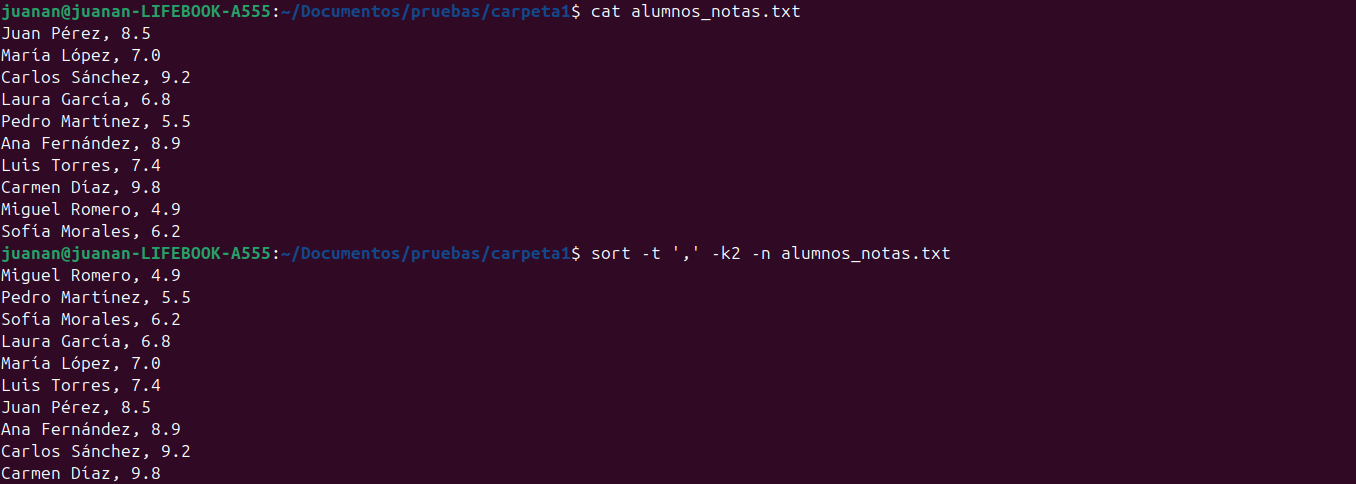 juanan@juanan-LIFEBOOK-A555:~/Documentos/pruebas/carpeta1$ cat alumnos_notas.txt
Juan Pérez, 8.5
María López, 7.0
Carlos Sánchez, 9.2
Laura García, 6.8
Pedro Martínez, 5.5
Ana Fernández, 8.9
Luis Torres, 7.4
Carmen Díaz, 9.8
Miguel Romero, 4.9
Sofía Morales, 6.2
juanan@juanan-LIFEBOOK-A555:~/Documentos/pruebas/carpeta1$ sort -t ',' -k2 -n alumnos_notas.txt
Miguel Romero, 4.9
Pedro Martínez, 5.5
Sofía Morales, 6.2
Laura García, 6.8
María López, 7.0
Luis Torres, 7.4
Juan Pérez, 8.5
Ana Fernández, 8.9
Carlos Sánchez, 9.2
Carmen Díaz, 9.8